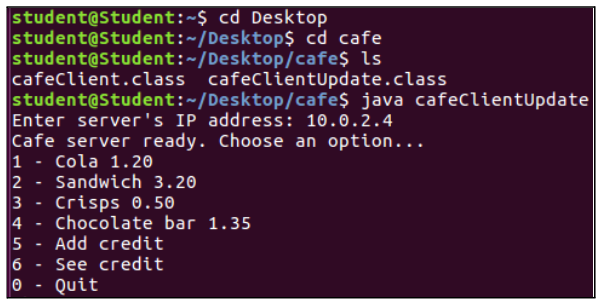 student@Student:~$ cd Desktop
student@Student:~/Desktop$ cd cafe
student@Student:~/Desktop/cafe$ ls
cafeClient.class  cafeClientUpdate.class
student@Student:~/Desktop/cafe$ java cafeClientUpdate
Enter server's IP address: 10.0.2.4
Cafe server ready. Choose an option...
1 - Cola 1.20
2 - Sandwich 3.20
3 - Crisps 0.50
4 - Chocolate bar 1.35
5 - Add credit
6 - See credit
0 - Quit